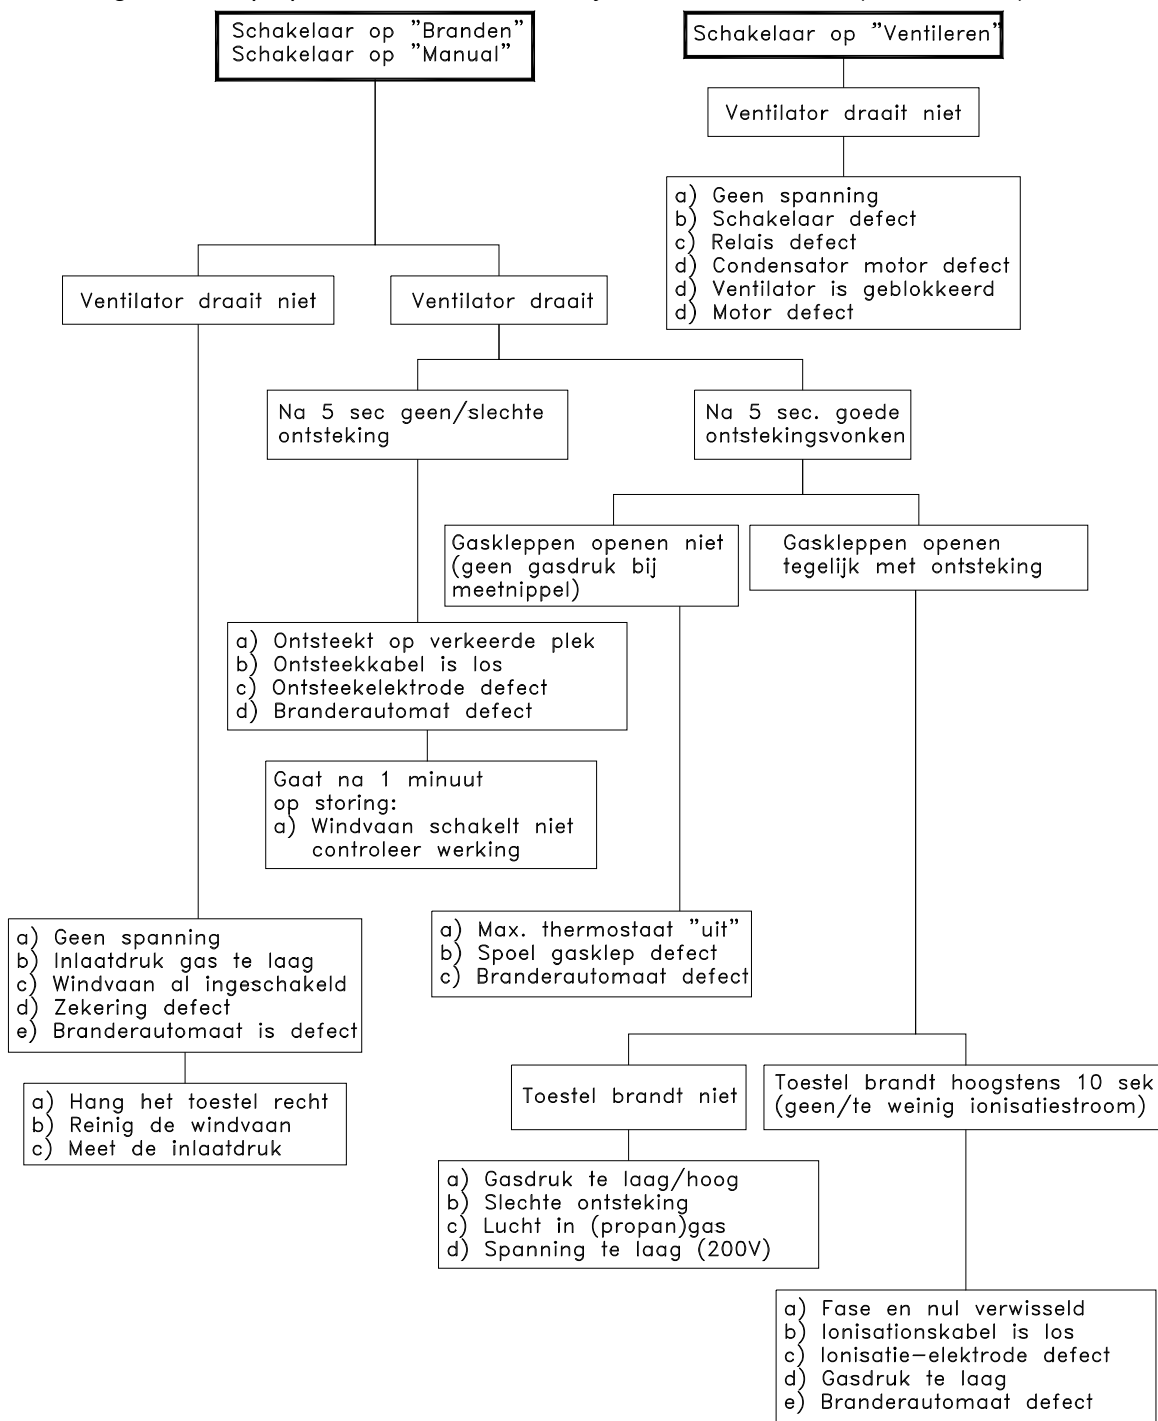 Schakelaar op "Branden"
Schakelaar op "Manual"
Schakelaar op "Ventileren"
Ventilator draait niet
a) Geen spanning
b) Schakelaar defect
c) Relais defect
d) Condensator motor defect
d) Ventilator is geblokkeerd
d) Motor defect
Ventilator draait niet
Ventilator draait
Na 5 sec geen/slechte
ontsteking
Na 5 sec. goede
ontstekingsvonken
Gaskleppen openen niet
(geen gasdruk bij
meetnippel)
Gaskleppen openen
tegelijk met ontsteking
a) Ontsteekt op verkeerde plek
b) Ontsteekkabel is los
c) Ontsteekelektrode defect
d) Branderautomat defect
Gaat na 1 minuut
op storing:
a) Windvaan schakelt niet
controleer werking
a) Geen spanning
b) Inlaatdruk gas te laag
c) Windvaan al ingeschakeld
d) Zekering defect
e) Branderautomaat is defect
a) Max. thermostaat "uit"
b) Spoel gasklep defect
c) Branderautomaat defect
a) Hang het toestel recht
b) Reinig de windvaan
c) Meet de inlaatdruk
Toestel brandt niet
Toestel brandt hoogstens 10 sek
(geen/te weinig ionisatiestroom)
a) Gasdruk te laag/hoog
b) Slechte ontsteking
c) Lucht in (propan)gas
d) Spanning te laag (200V)
a) Fase en nul verwisseld
b) Ionisationskabel is los
c) Ionisatie-elektrode defect
d) Gasdruk te laag
e) Branderautomaat defect